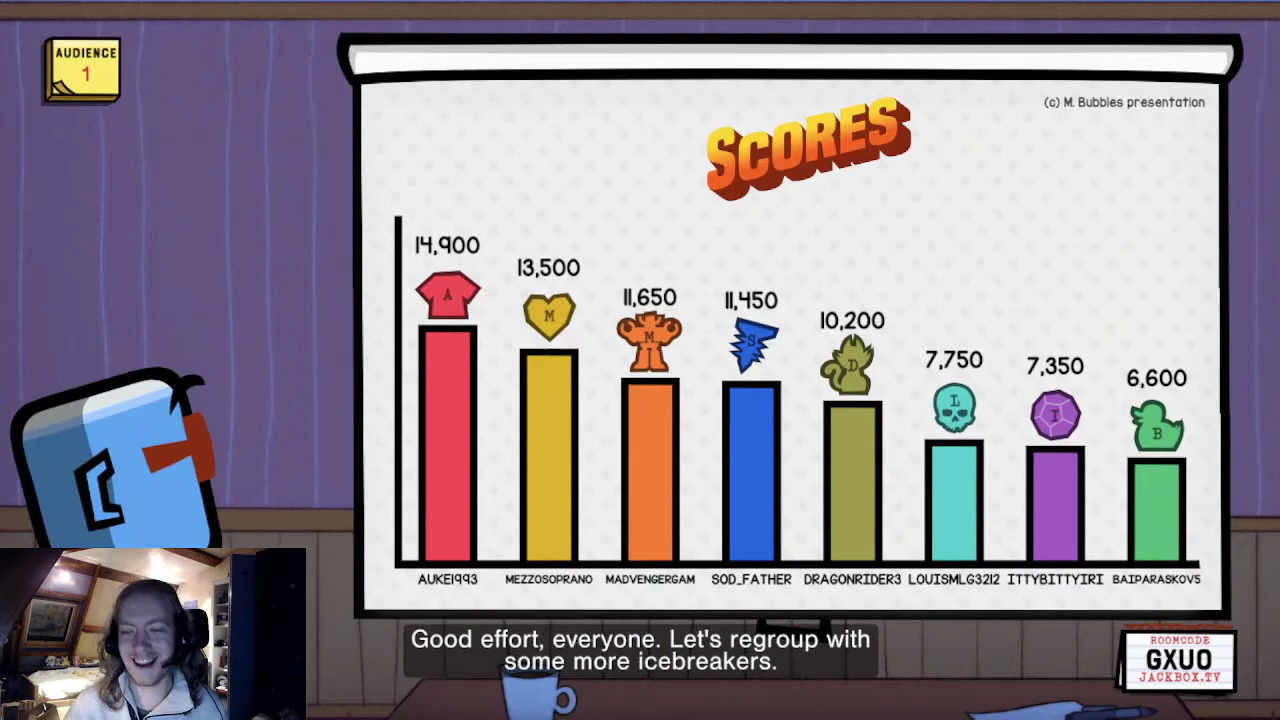 AUDIENCE
1
(c) M. Bubbles presentation
SCORES
14,900
13,500
11,650
11,450
10,200
7,750
7,350
6,600
A
M
M
S
D
L
I
B
AUKE1993
MEZZOSOPRANO
MADVENGERGAM
SOD_FATHER
DRAGONRIDER3
LOUISMLG3212
ITTYBITTYIRI
BAIPARASKOV5
Good effort, everyone. Let's regroup with
some more icebreakers.
ROOMCODE
GXUO
JACKBOX.TV